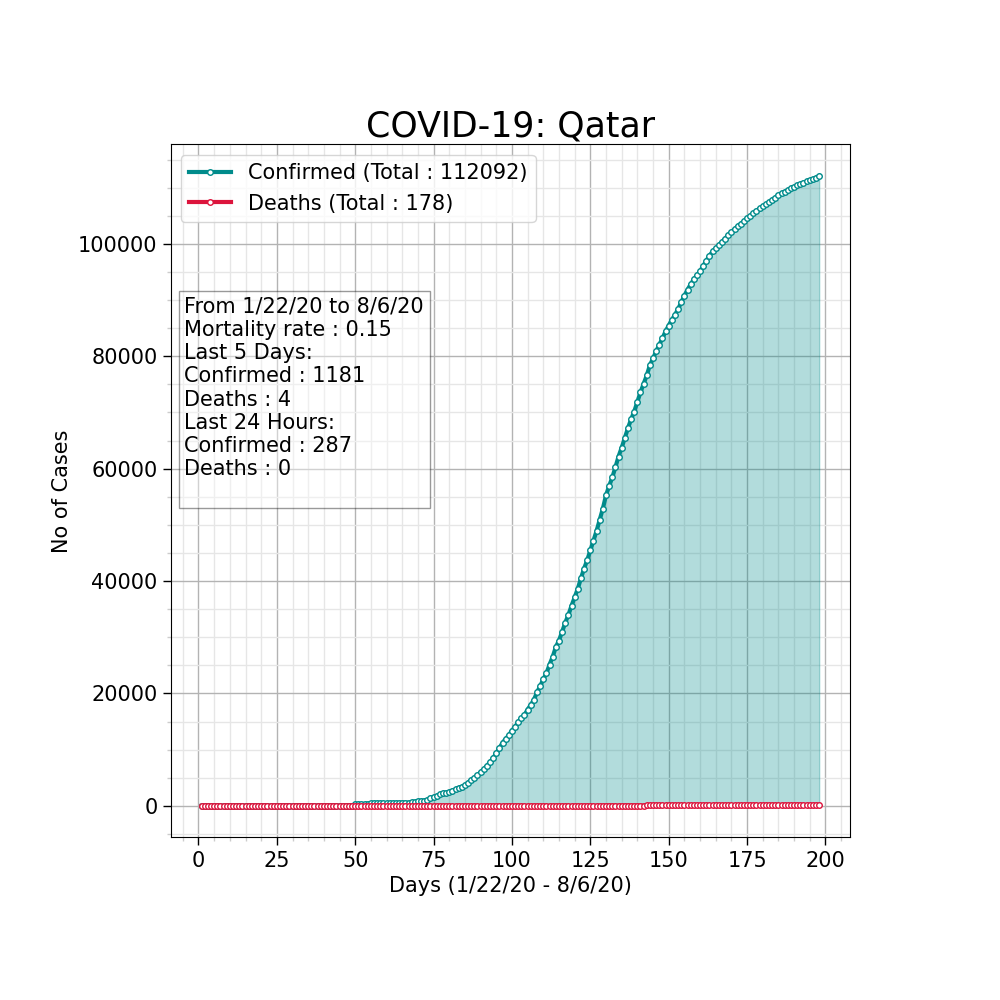 COVID-19: Qatar
Confirmed (Total : 112092)
Deaths (Total : 178)
From 1/22/20 to 8/6/20
Mortality rate : 0.15
Last 5 Days:
Confirmed : 1181
Deaths : 4
Last 24 Hours:
Confirmed : 287
Deaths : 0
No of Cases
100000
80000
60000
40000
20000
0
0 25 50 75 100 125 150 175 200
Days (1/22/20 - 8/6/20)